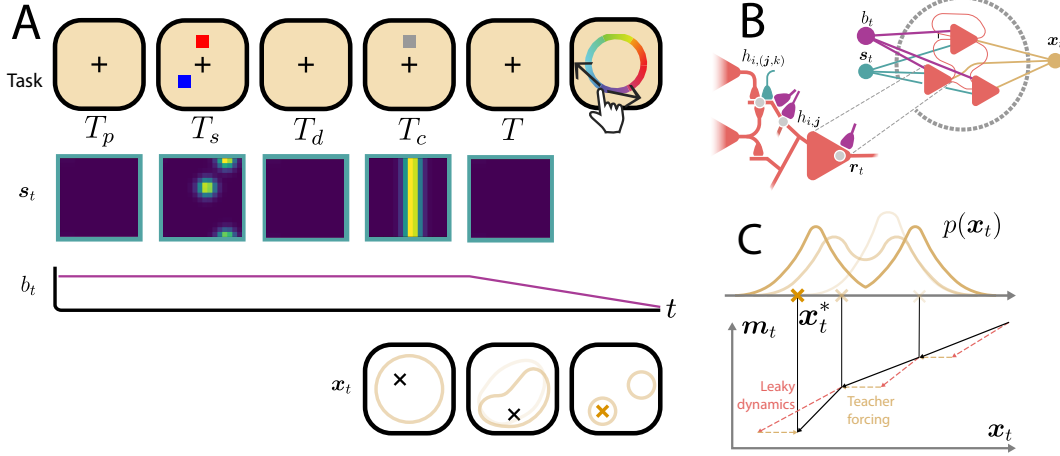 A
Task
T_p
T_s
T_d
T_c
T
s_t
b_t
t
x_t
B
b_t
s_t
h_{i,(j,k)}
h_{i,j}
r_t
C
p(x_t)
x_t^*
m_t
Leaky
dynamics
Teacher
forcing
x_t